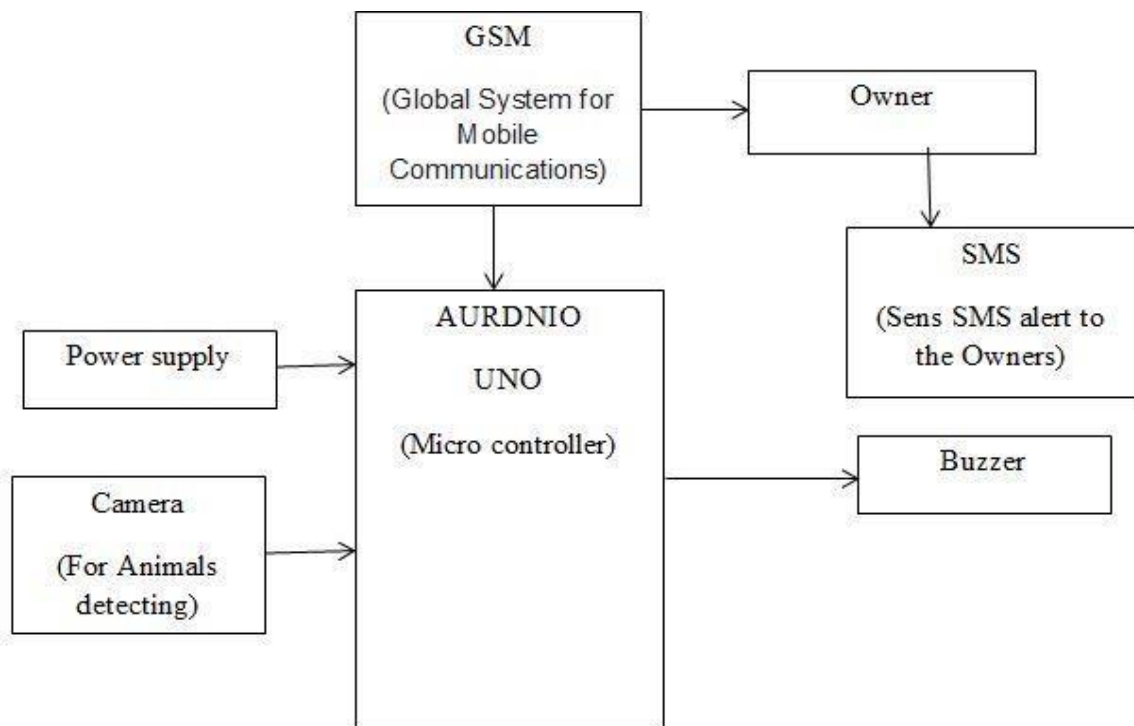 GSM
(Global System for
Mobile
Communications)
Owner
SMS
(Sens SMS alert to
the Owners)
AURDNIO
UNO
(Micro controller)
Power supply
Camera
(For Animals
detecting)
Buzzer